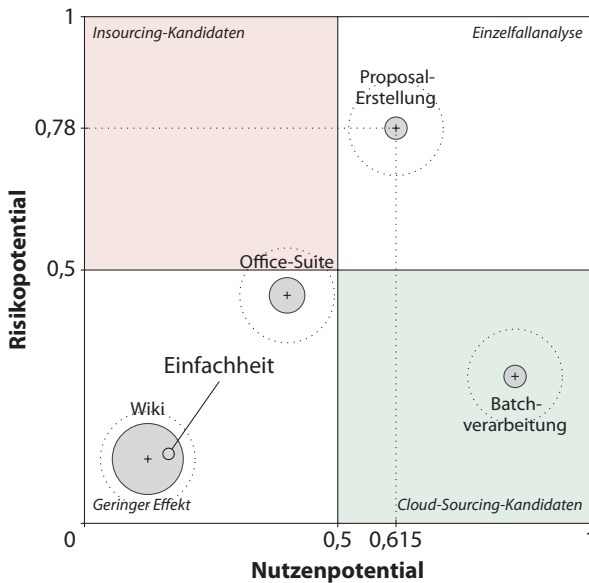 1
Insourcing-Kandidaten
Einzelfallanalyse
Proposal-
Erstellung
0,78
Risikopotential
Office-Suite
0,5
Einfachheit
Wiki
Batch-
verarbeitung
Geringer Effekt
Cloud-Sourcing-Kandidaten
0
0,5
0,615
1
Nutzenpotential